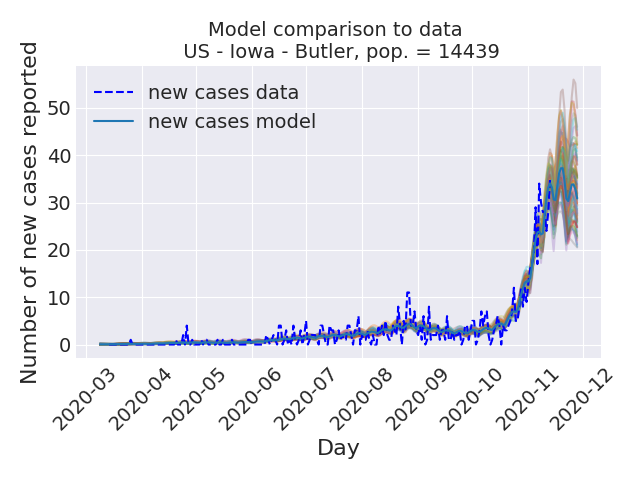 Model comparison to data
US - Iowa - Butler, pop. = 14439
Number of new cases reported
50
40
30
20
10
0
new cases data
new cases model
2020-03
2020-04
2020-05
2020-06
2020-07
2020-08
2020-09
2020-10
2020-11
2020-12
Day